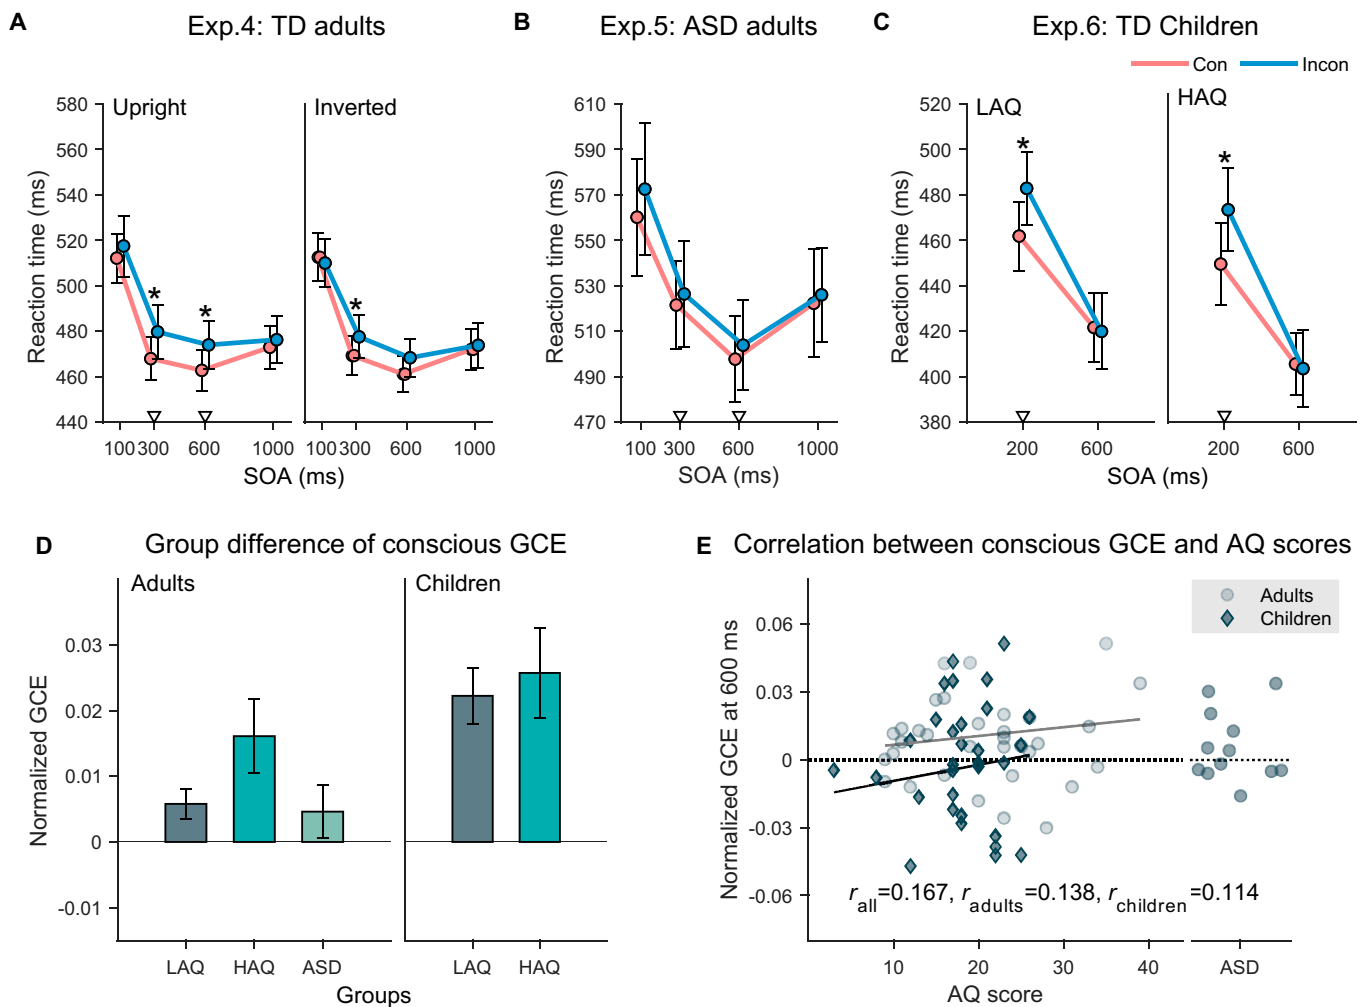 A Exp.4: TD adults
B Exp.5: ASD adults
C Exp.6: TD Children
Con Incon
580 Upright Inverted
560
540
520
500
480
460
440
Reaction time (ms)
* * *
100 300 600 1000 100 300 600 1000
SOA (ms)
610
590
570
550
530
510
490
470
Reaction time (ms)
100 300 600 1000
SOA (ms)
520 LAQ HAQ
500
480
460
440
420
400
380
Reaction time (ms)
* *
200 600 200 600
SOA (ms)
D Group difference of conscious GCE
Adults Children
0.03
0.02
0.01
0
-0.01
Normalized GCE
LAQ HAQ ASD LAQ HAQ
Groups
E Correlation between conscious GCE and AQ scores
Adults
Children
0.06
0.03
0
-0.03
-0.06
Normalized GCE at 600 ms
r all=0.167, r adults=0.138, r children=0.114
10 20 30 40 ASD
AQ score